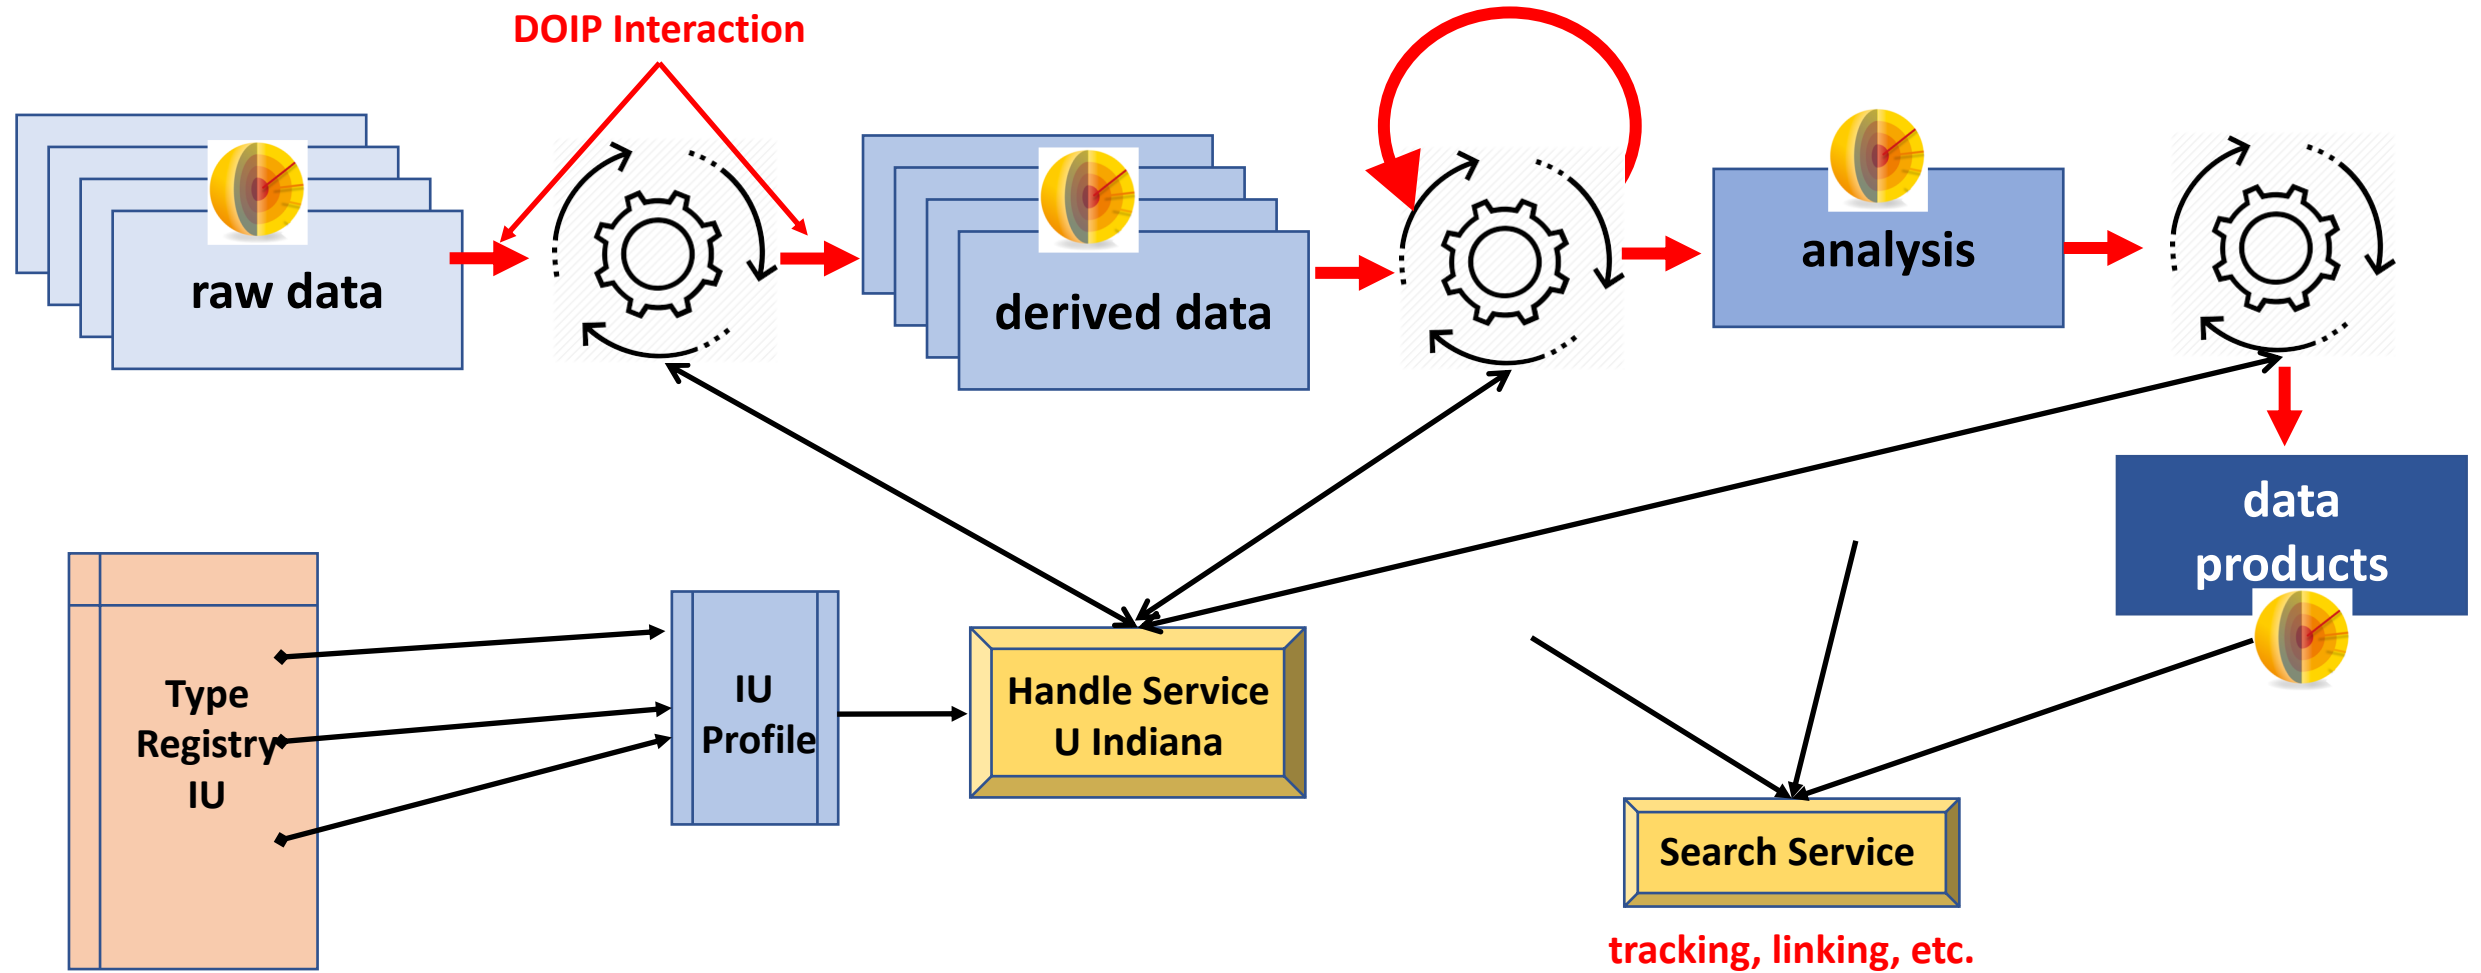 DOIP Interaction
raw data
derived data
analysis
data
products
Type
Registry
IU
IU
Profile
Handle Service
U Indiana
Search Service
tracking, linking, etc.